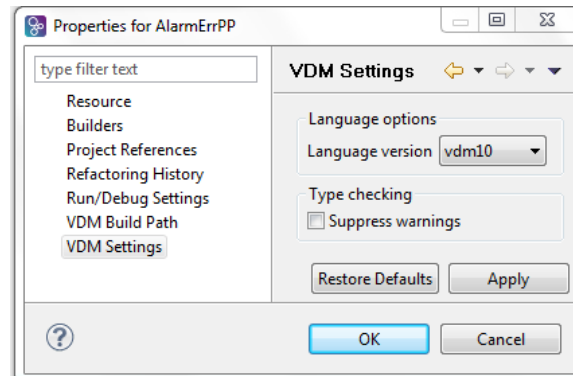 Properties for AlarmErrPP
type filter text
Resource
Builders
Project References
Refactoring History
Run/Debug Settings
VDM Build Path
VDM Settings
VDM Settings
Language options
Language version vdm10
Type checking
Suppress warnings
Restore Defaults Apply
? OK Cancel